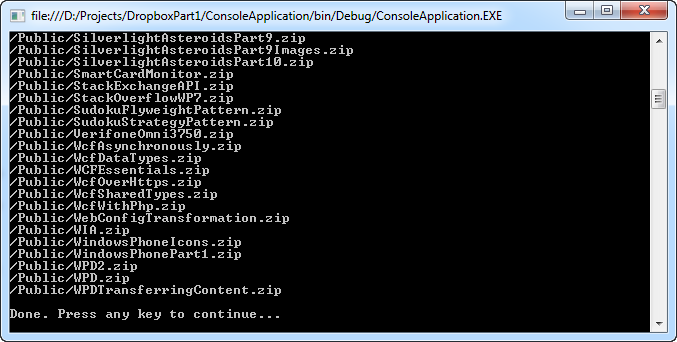 file:///D:/Projects/DropboxPart1/ConsoleApplication/bin/Debug/ConsoleApplication.EXE
/Public/SilverlightAsteroidsPart9.zip
/Public/SilverlightAsteroidsPart9Images.zip
/Public/SilverlightAsteroidsPart10.zip
/Public/SmartCardMonitor.zip
/Public/StackExchangeAPI.zip
/Public/StackOverflowWP7.zip
/Public/SudokuFlyweightPattern.zip
/Public/SudokuStrategyPattern.zip
/Public/VerifoneOmni3750.zip
/Public/WcfAsynchronously.zip
/Public/WcfDataTypes.zip
/Public/WCFEssentials.zip
/Public/WcfOverHttps.zip
/Public/WcfSharedTypes.zip
/Public/WcfWithPhp.zip
/Public/WebConfigTransformation.zip
/Public/WIA.zip
/Public/WindowsPhoneIcons.zip
/Public/WindowsPhonePart1.zip
/Public/WPD2.zip
/Public/WPD.zip
/Public/WPDTransferringContent.zip
Done. Press any key to continue...